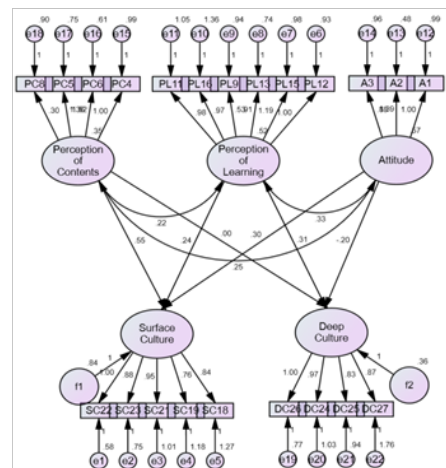 .90 .75 .61 .99 1.05 1.36 .94 .74 .98 .93 .96 .48 .99
e18 e17 e16 e15 e11 e10 e9 e8 e7 e6 e14 e13 e12
1 1 1 1 1 1 1 1 1 1 1 1 1
PC8 PC5 PC6 PC4 PL11 PL16 PL9 PL13 PL15 PL12 A3 A2 A1
.30 1.00 .98 .97 .53 .91 1.19 1.00 1.00
.35 .52 .57
Perception
of
Contents
Perception
of
Learning
Attitude
.22 .33
.55 .24 .00 .30 .31 -.20
.25
Surface
Culture
Deep
Culture
.84 1 1 .36
f1 f2
1.00 .88 .95 .76 .84 1.00 .97 .83 .87
SC22 SC23 SC21 SC19 SC18 DC26 DC24 DC25 DC27
1 1 1 1 1 1 1 1 1
.58 .75 1.01 1.18 1.27 .77 1.03 .94 1.76
e1 e2 e3 e4 e5 e19 e20 e21 e22